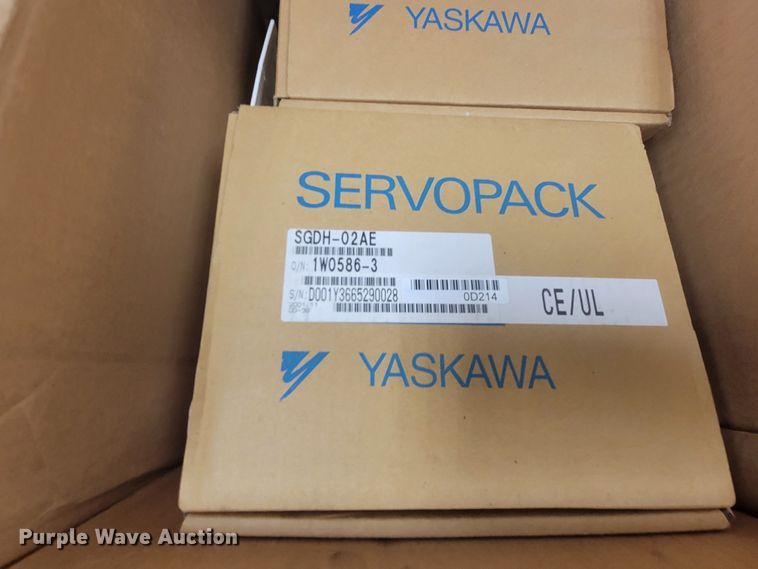 YASKAWA
SERVOPACK
SGDH-02AE
O/N: 1W0586-3
S/N: D001Y3665290028
0D214
CE/UL
YASKAWA
Purple Wave Auction